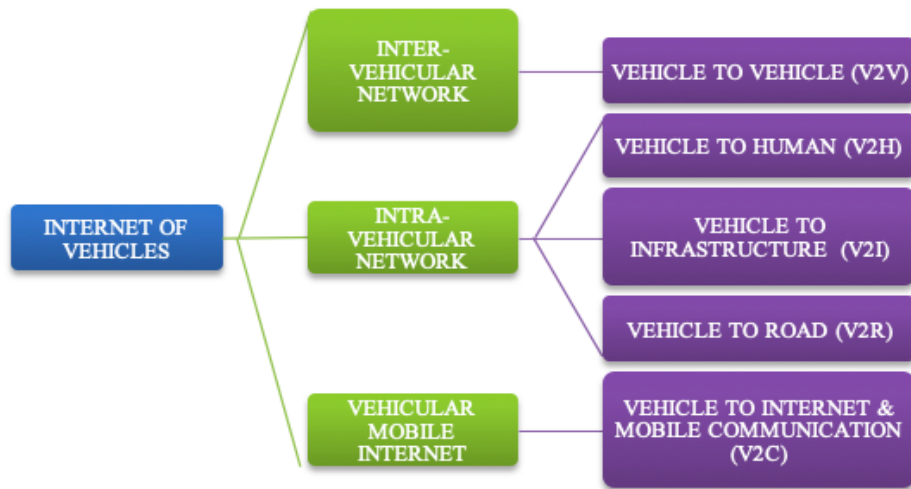 INTERNET OF
VEHICLES
INTER-
VEHICULAR
NETWORK
INTRA-
VEHICULAR
NETWORK
VEHICULAR
MOBILE
INTERNET
VEHICLE TO VEHICLE (V2V)
VEHICLE TO HUMAN (V2H)
VEHICLE TO
INFRASTRUCTURE (V2I)
VEHICLE TO ROAD (V2R)
VEHICLE TO INTERNET &
MOBILE COMMUNICATION
(V2C)